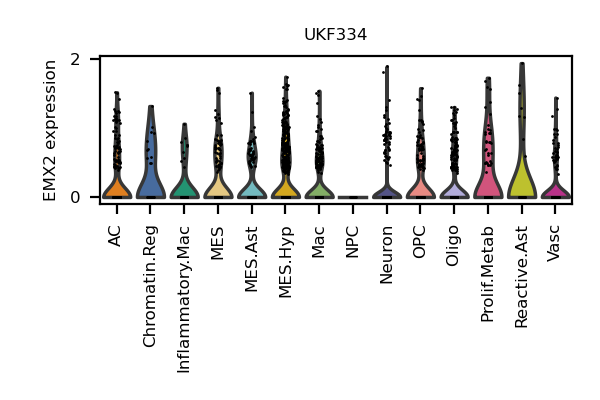 UKF334
EMX2 expression
2
0
AC
Chromatin.Reg
Inflammatory.Mac
MES
MES.Ast
MES.Hyp
Mac
NPC
Neuron
OPC
Oligo
Prolif.Metab
Reactive.Ast
Vasc